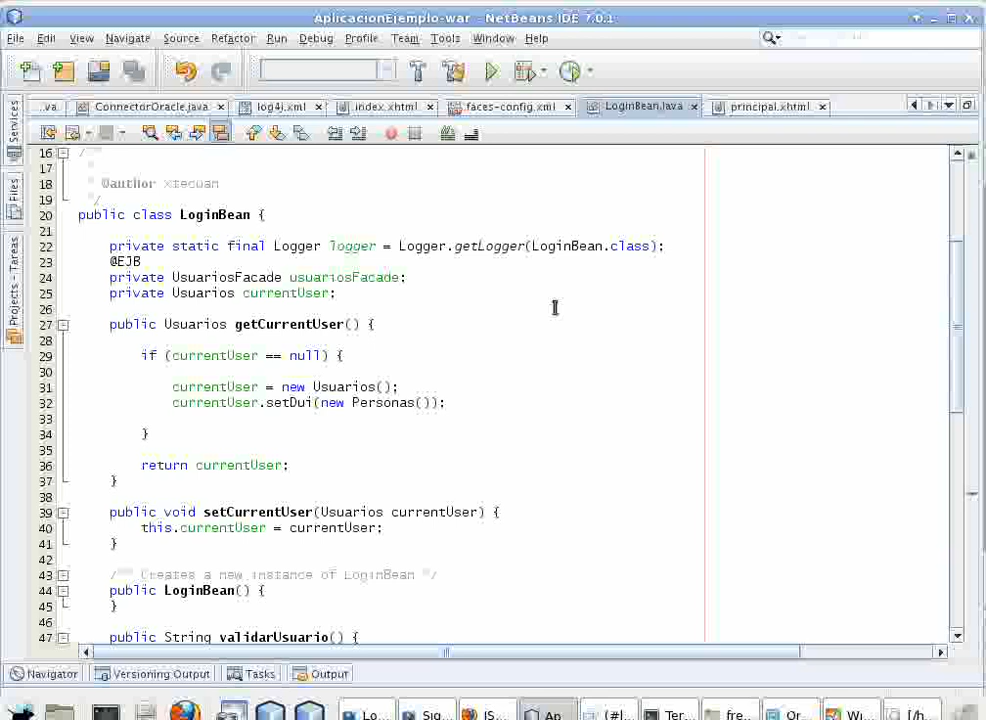 AplicacionEjemplo-war - NetBeans IDE 7.0.1
File Edit View Navigate Source Refactor Run Debug Profile Team Tools Window Help
..va ConnectorOracle.java log4j.xml index.xhtml faces-config.xml LoginBean.java principal.xhtml
Services
Files
Projects - Tareas
16 /**
17 *
18 * @author xtecuam
19 */
20 public class LoginBean {
21
22 private static final Logger logger = Logger.getLogger(LoginBean.class);
23 @EJB
24 private UsuariosFacade usuariosFacade;
25 private Usuarios currentUser;
26
27 public Usuarios getCurrentUser() {
28
29 if (currentUser == null) {
30
31 currentUser = new Usuarios();
32 currentUser.setDui(new Personas());
33
34 }
35
36 return currentUser;
37 }
38
39 public void setCurrentUser(Usuarios currentUser) {
40 this.currentUser = currentUser;
41 }
42
43 /** Creates a new instance of LoginBean */
44 public LoginBean() {
45 }
46
47 public String validarUsuario() {
Navigator Versioning Output Tasks Output
Lo... Sig... [JS... Ap (#(... Ter... fre... Or... Wi... [/h...